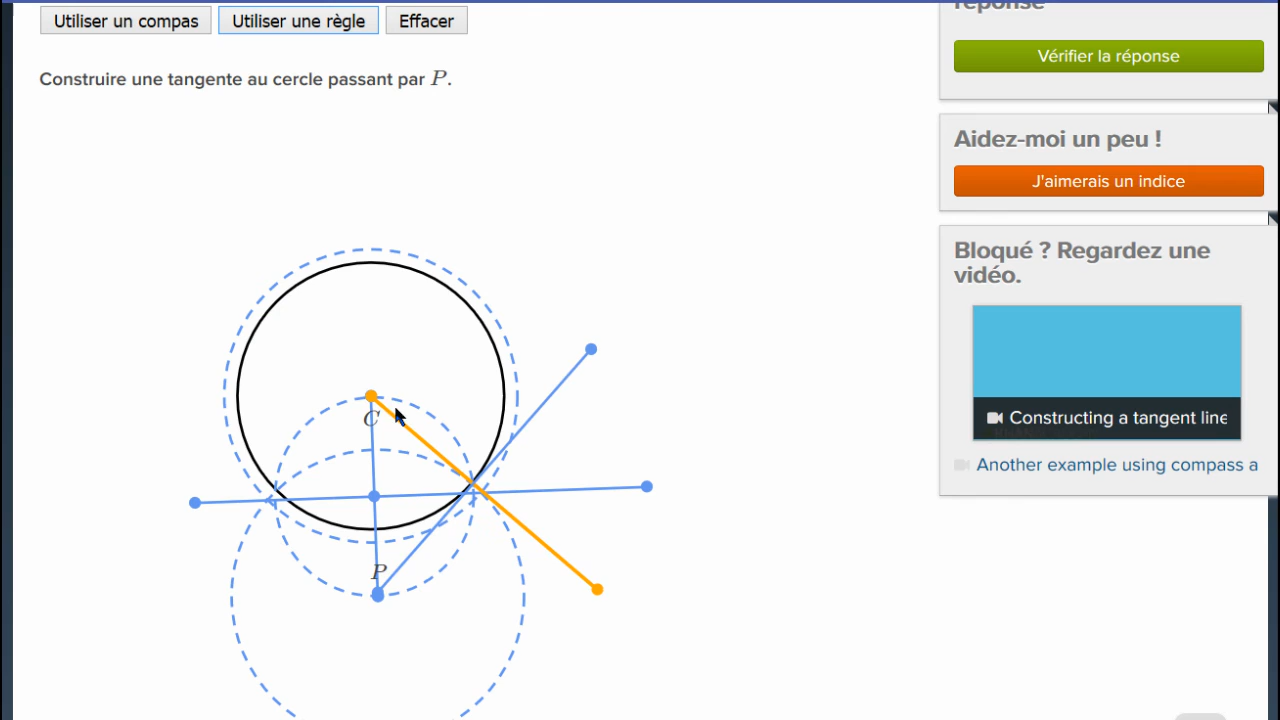 Utiliser un compas
Utiliser une règle
Effacer
Construire une tangente au cercle passant par P.
C
P
réponse
Vérifier la réponse
Aidez-moi un peu !
J'aimerais un indice
Bloqué ? Regardez une
vidéo.
Constructing a tangent line
Another example using compass a